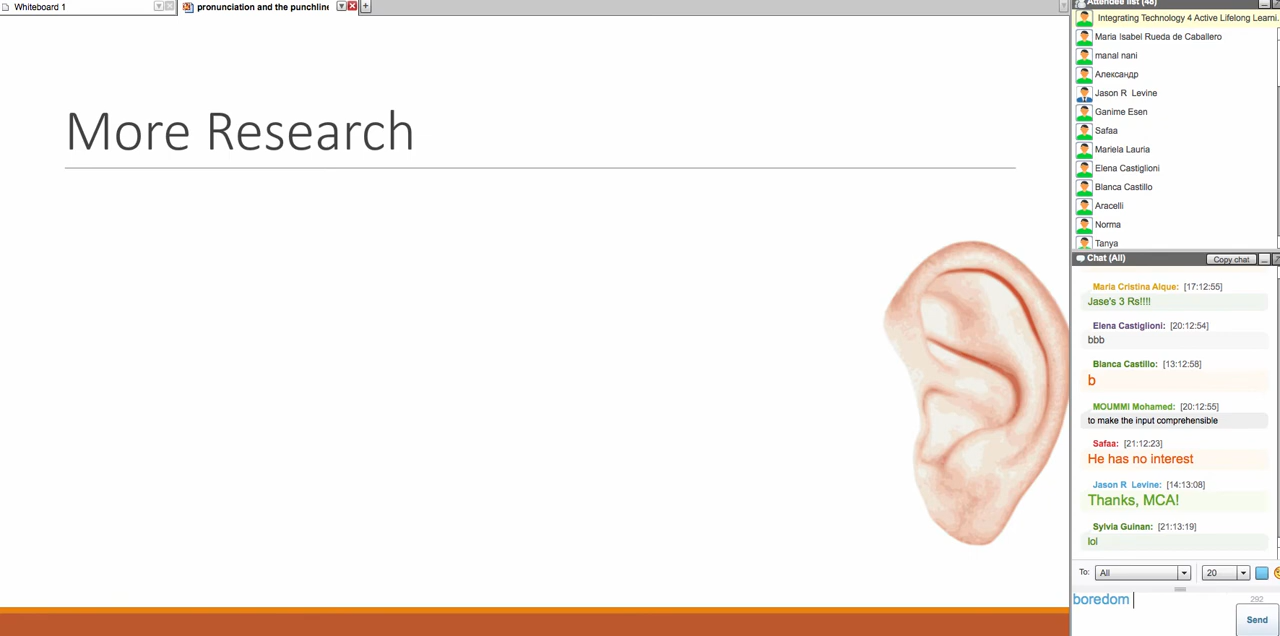 Whiteboard 1
pronunciation and the punchline
More Research
Attendee list (48)
Integrating Technology 4 Active Lifelong Learni.
Maria Isabel Rueda de Caballero
manal nani
Александр
Jason R Levine
Ganime Esen
Safaa
Mariela Lauria
Elena Castiglioni
Blanca Castillo
Aracelli
Norma
Tanya
Chat (All)
Copy chat
Maria Cristina Alque: [17:12:55]
Jase's 3 Rs!!!!
Elena Castiglioni: [20:12:54]
bbb
Blanca Castillo: [13:12:58]
b
MOUMMI Mohamed: [20:12:55]
to make the input comprehensible
Safaa: [21:12:23]
He has no interest
Jason R Levine: [14:13:08]
Thanks, MCA!
Sylvia Guinan: [21:13:19]
lol
To: All 20
boredom
292
Send